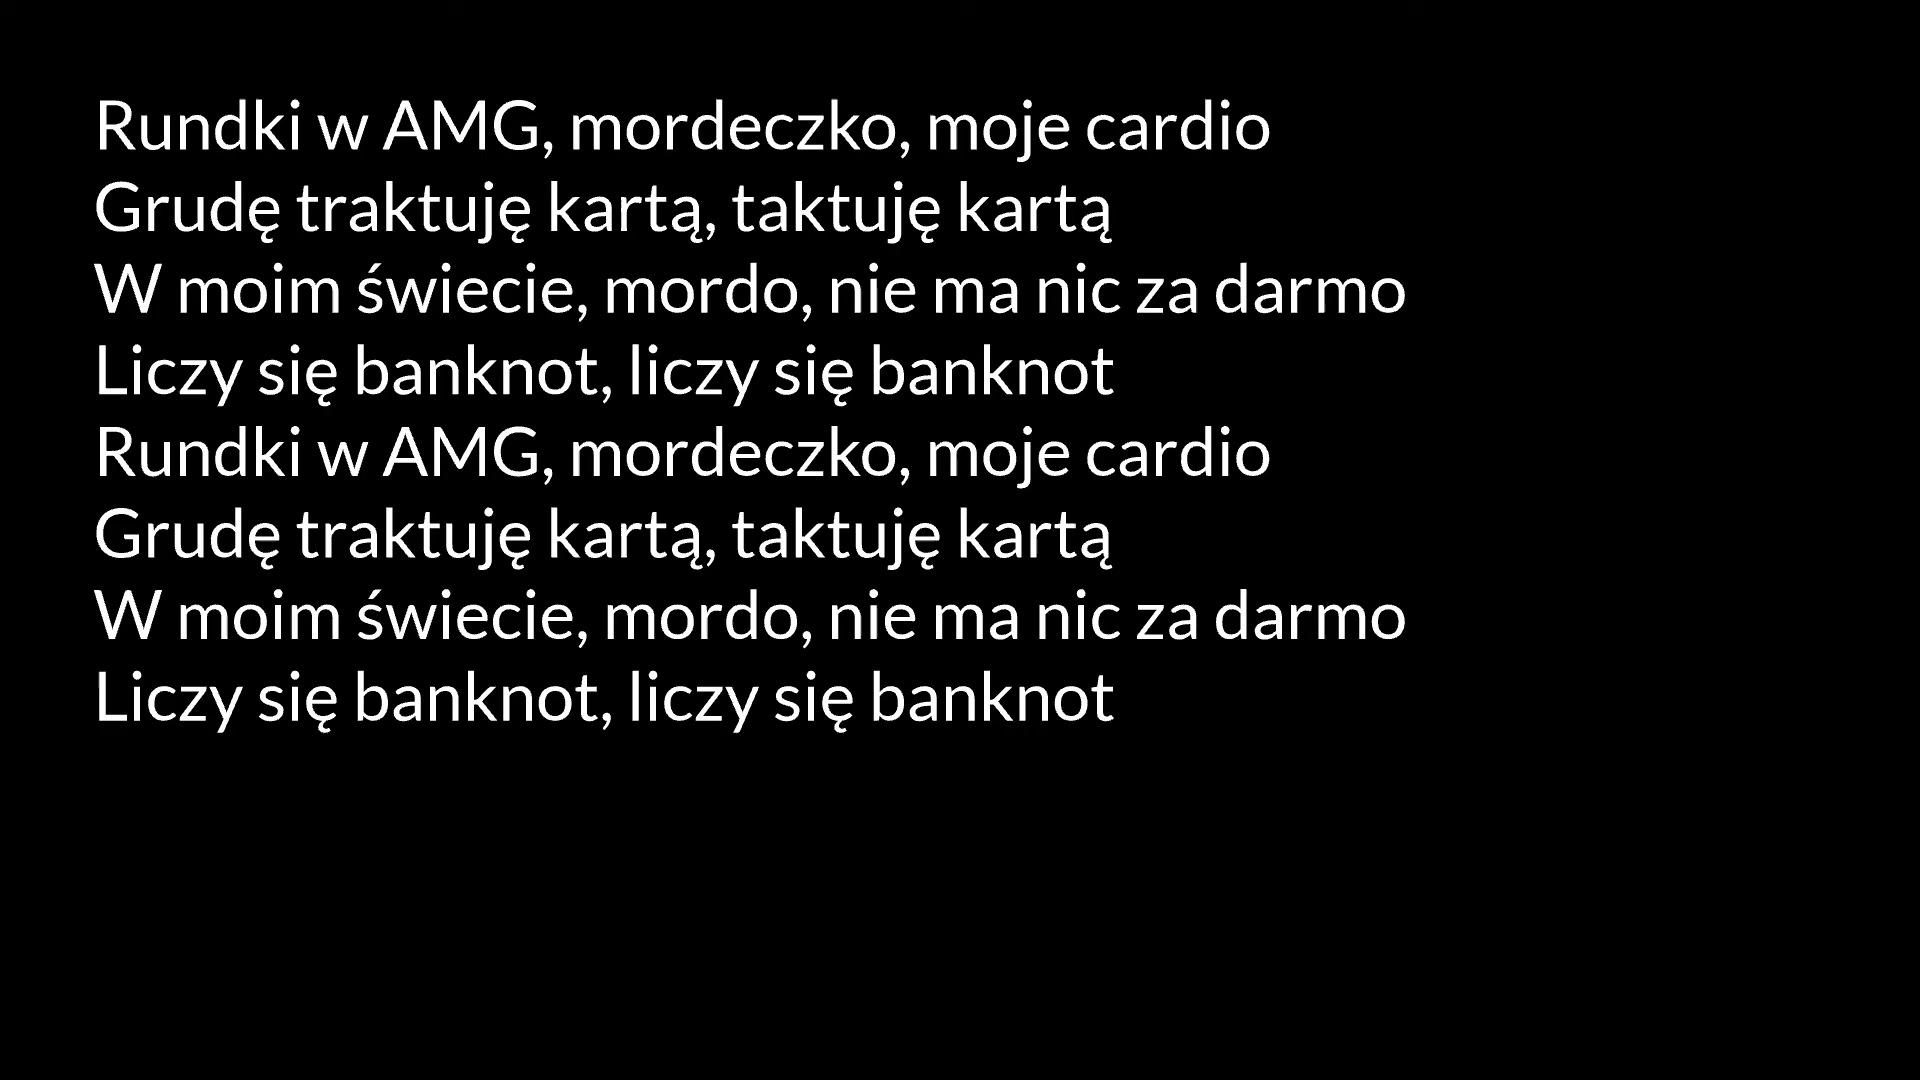 Rundki w AMG, mordeczko, moje cardio
Grudę traktuję kartą, taktuję kartą
W moim świecie, mordo, nie ma nic za darmo
Liczy się banknot, liczy się banknot
Rundki w AMG, mordeczko, moje cardio
Grudę traktuję kartą, taktuję kartą
W moim świecie, mordo, nie ma nic za darmo
Liczy się banknot, liczy się banknot